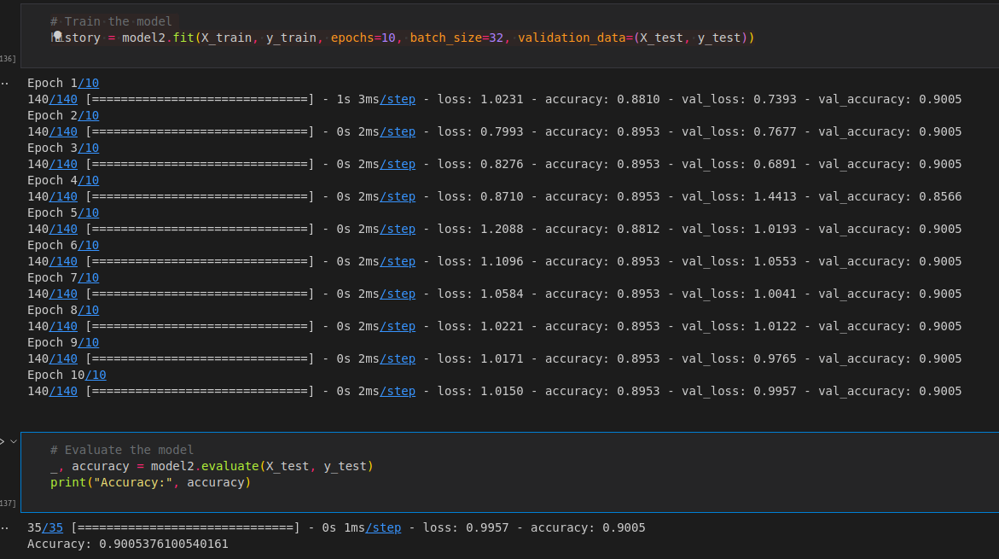 # Train the model
history = model2.fit(X_train, y_train, epochs=10, batch_size=32, validation_data=(X_test, y_test))
136]
Epoch 1/10
140/140 [==============================] - 1s 3ms/step - loss: 1.0231 - accuracy: 0.8810 - val_loss: 0.7393 - val_accuracy: 0.9005
Epoch 2/10
140/140 [==============================] - 0s 2ms/step - loss: 0.7993 - accuracy: 0.8953 - val_loss: 0.7677 - val_accuracy: 0.9005
Epoch 3/10
140/140 [==============================] - 0s 2ms/step - loss: 0.8276 - accuracy: 0.8953 - val_loss: 0.6891 - val_accuracy: 0.9005
Epoch 4/10
140/140 [==============================] - 0s 2ms/step - loss: 0.8710 - accuracy: 0.8953 - val_loss: 1.4413 - val_accuracy: 0.8566
Epoch 5/10
140/140 [==============================] - 0s 2ms/step - loss: 1.2088 - accuracy: 0.8812 - val_loss: 1.0193 - val_accuracy: 0.9005
Epoch 6/10
140/140 [==============================] - 0s 2ms/step - loss: 1.1096 - accuracy: 0.8953 - val_loss: 1.0553 - val_accuracy: 0.9005
Epoch 7/10
140/140 [==============================] - 0s 2ms/step - loss: 1.0584 - accuracy: 0.8953 - val_loss: 1.0041 - val_accuracy: 0.9005
Epoch 8/10
140/140 [==============================] - 0s 2ms/step - loss: 1.0221 - accuracy: 0.8953 - val_loss: 1.0122 - val_accuracy: 0.9005
Epoch 9/10
140/140 [==============================] - 0s 2ms/step - loss: 1.0171 - accuracy: 0.8953 - val_loss: 0.9765 - val_accuracy: 0.9005
Epoch 10/10
140/140 [==============================] - 0s 2ms/step - loss: 1.0150 - accuracy: 0.8953 - val_loss: 0.9957 - val_accuracy: 0.9005
# Evaluate the model
_, accuracy = model2.evaluate(X_test, y_test)
print("Accuracy:", accuracy)
137]
35/35 [==============================] - 0s 1ms/step - loss: 0.9957 - accuracy: 0.9005
Accuracy: 0.9005376100540161